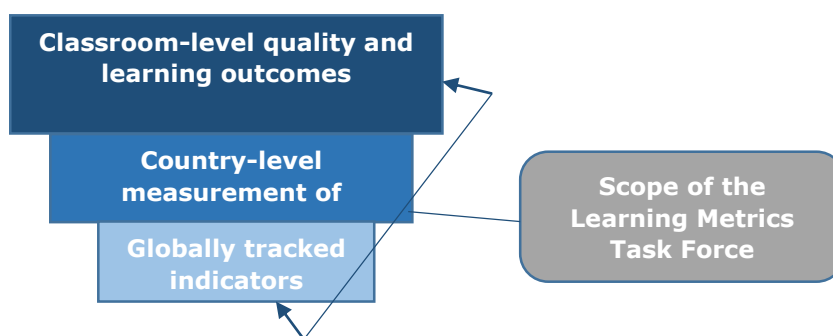 Classroom-level quality and
learning outcomes
Country-level
measurement of
Globally tracked
indicators
Scope of the
Learning Metrics
Task Force